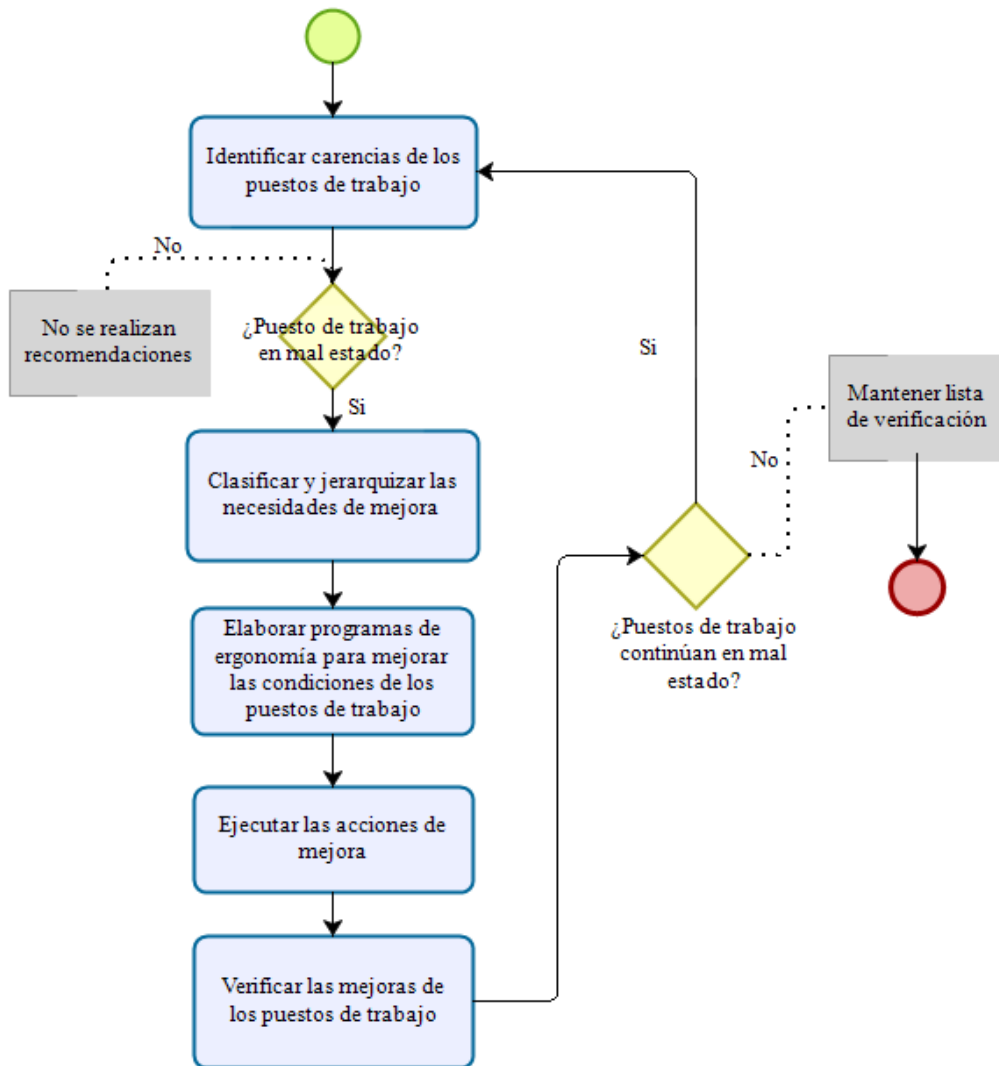 Identificar carencias de los
puestos de trabajo
No
No se realizan
recomendaciones
¿Puesto de trabajo
en mal estado?
Si
Clasificar y jerarquizar las
necesidades de mejora
Elaborar programas de
ergonomía para mejorar
las condiciones de los
puestos de trabajo
Ejecutar las acciones de
mejora
Verificar las mejoras de
los puestos de trabajo
Si
¿Puestos de trabajo
continúan en mal
estado?
No
Mantener lista
de verificación